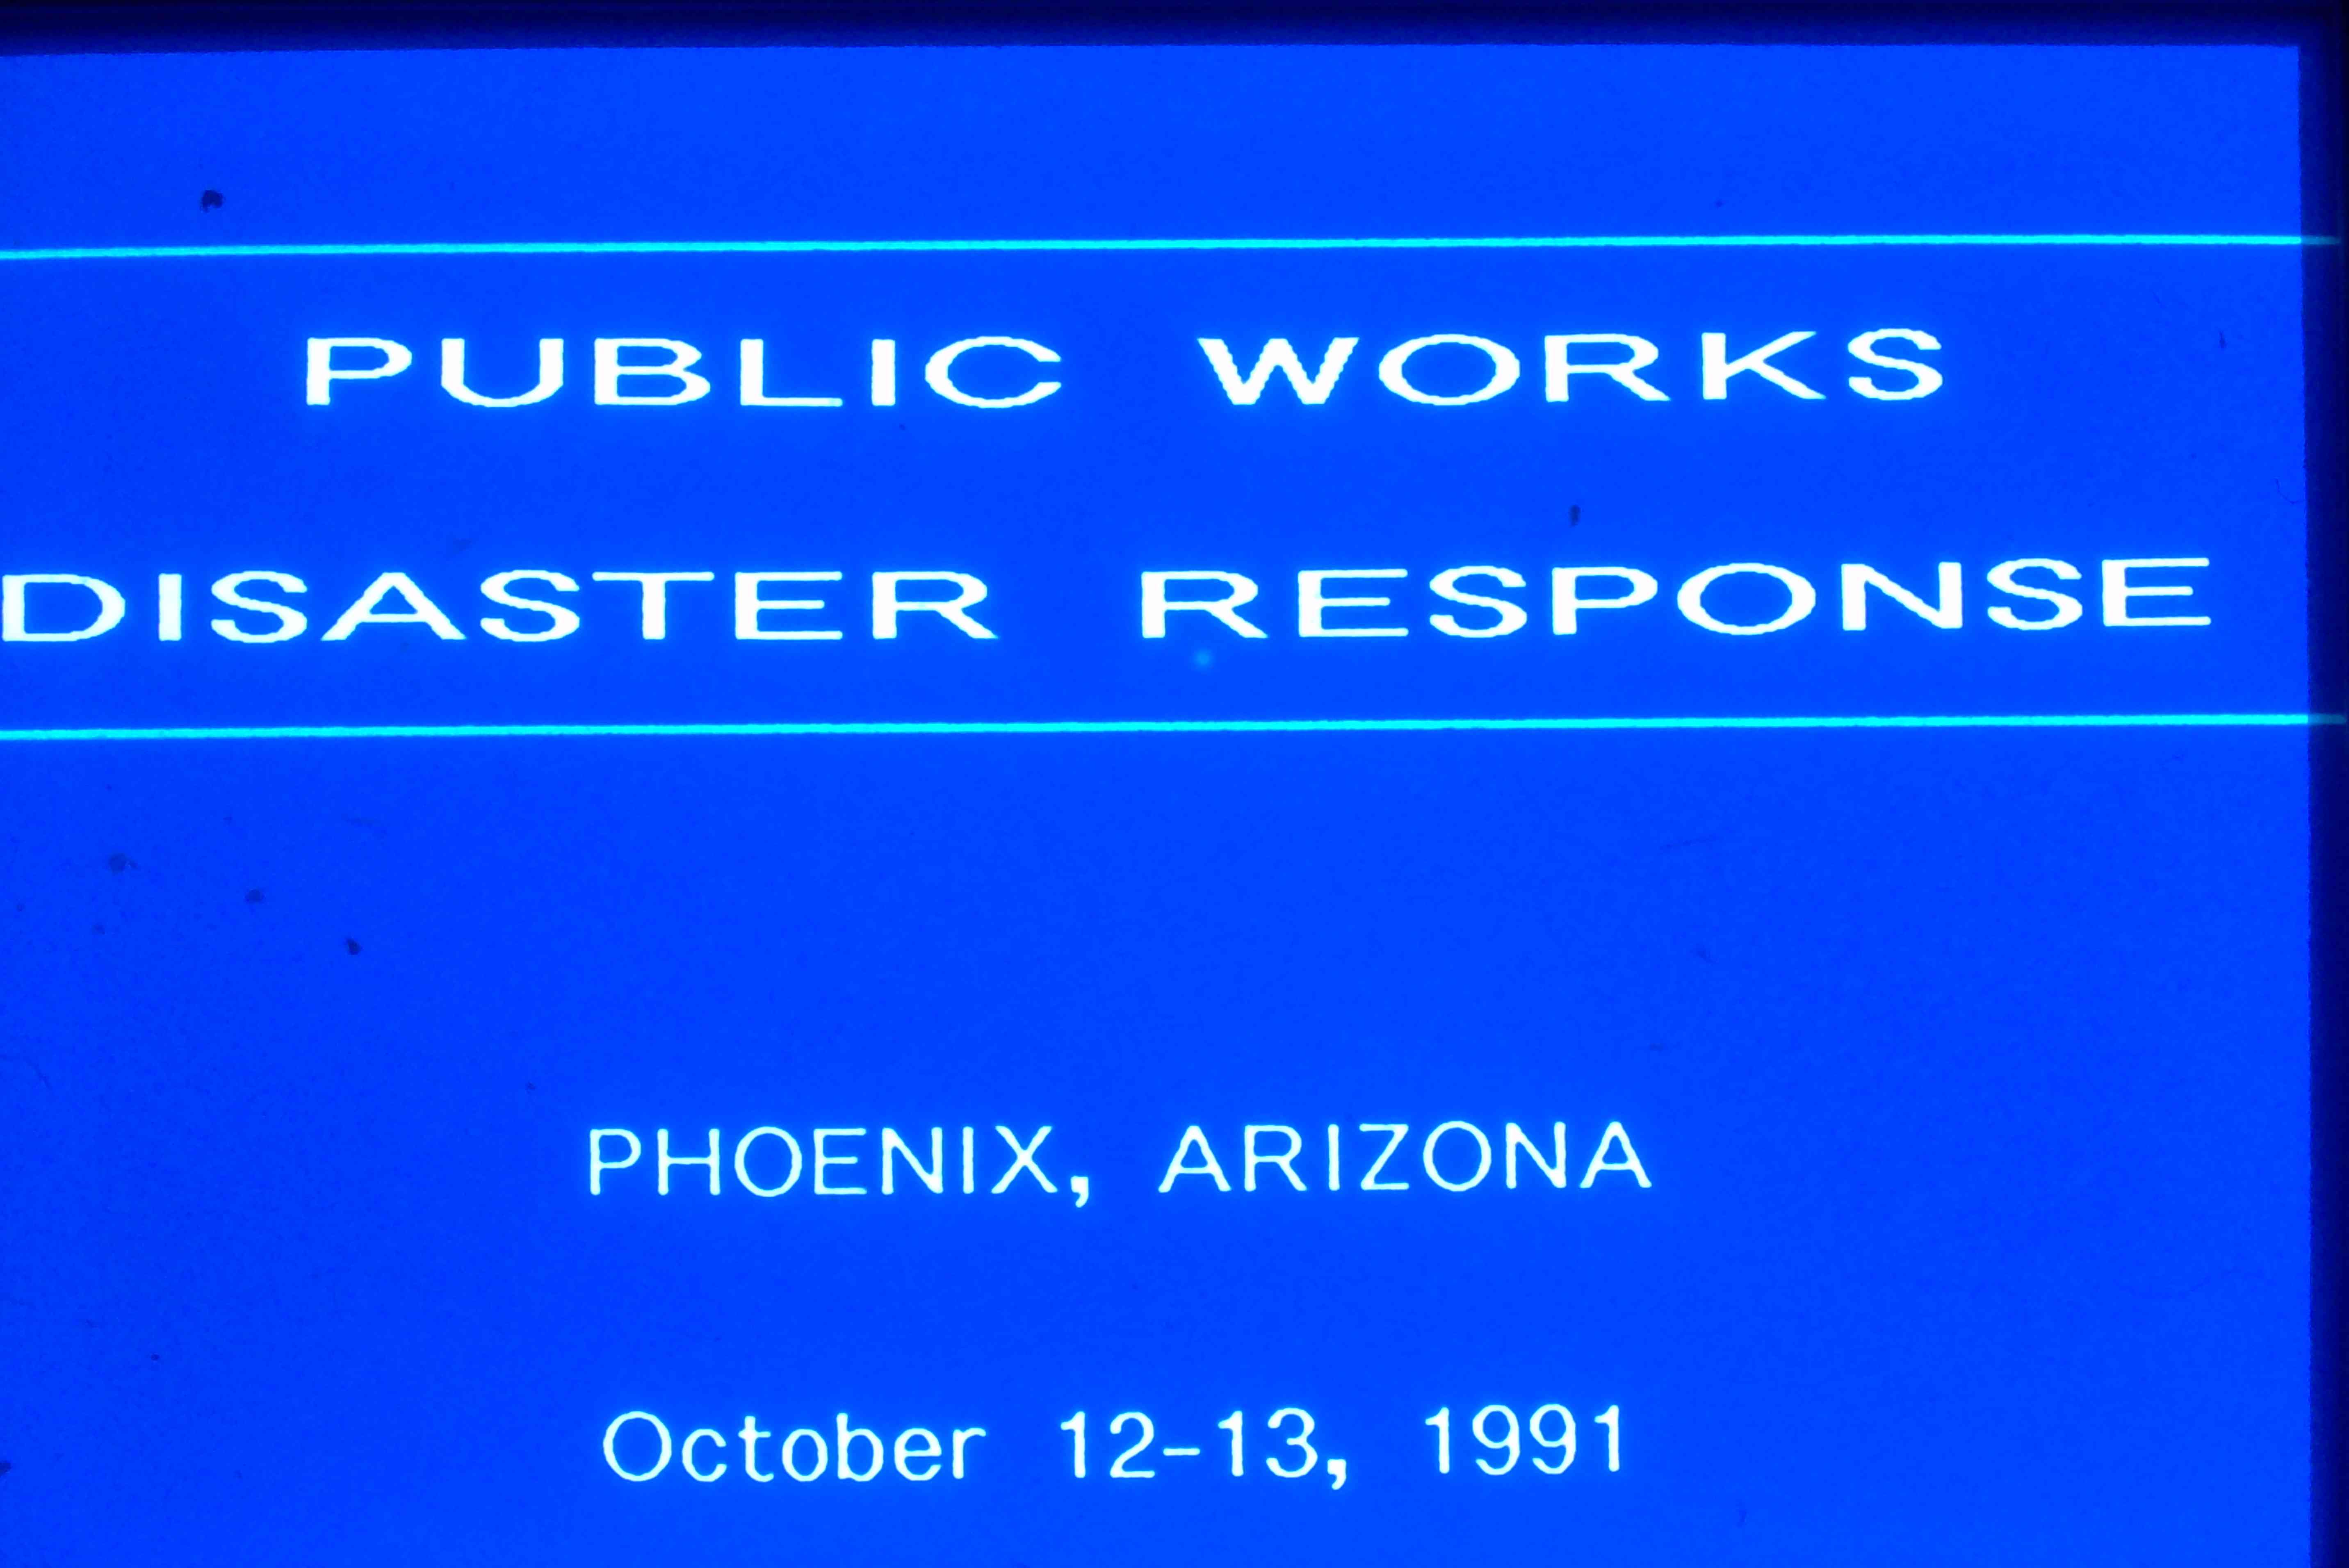 PUBLIC WORKS
DISASTER RESPONSE
PHOENIX, ARIZONA
October 12-13, 1991